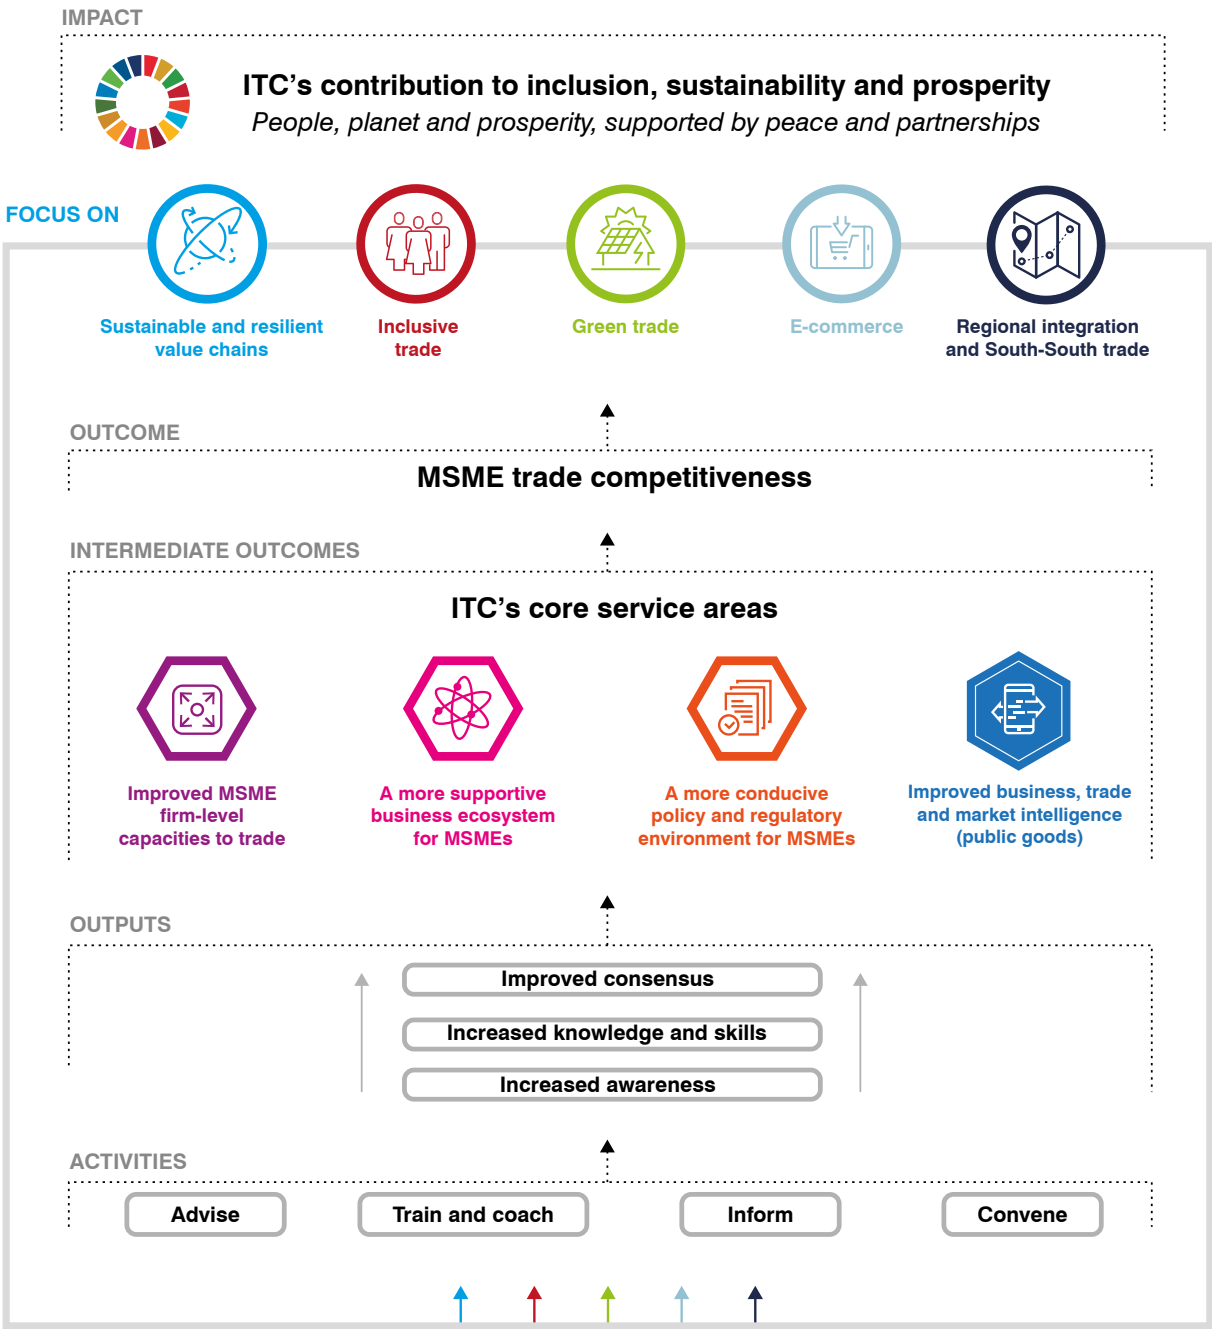 IMPACT
ITC’s contribution to inclusion, sustainability and prosperity
People, planet and prosperity, supported by peace and partnerships
FOCUS ON
Sustainable and resilient
value chains
Inclusive
trade
Green trade
E-commerce
Regional integration
and South-South trade
OUTCOME
MSME trade competitiveness
INTERMEDIATE OUTCOMES
ITC’s core service areas
Improved MSME
firm-level
capacities to trade
A more supportive
business ecosystem
for MSMEs
A more conducive
policy and regulatory
environment for MSMEs
Improved business, trade
and market intelligence
(public goods)
OUTPUTS
Improved consensus
Increased knowledge and skills
Increased awareness
ACTIVITIES
Advise
Train and coach
Inform
Convene